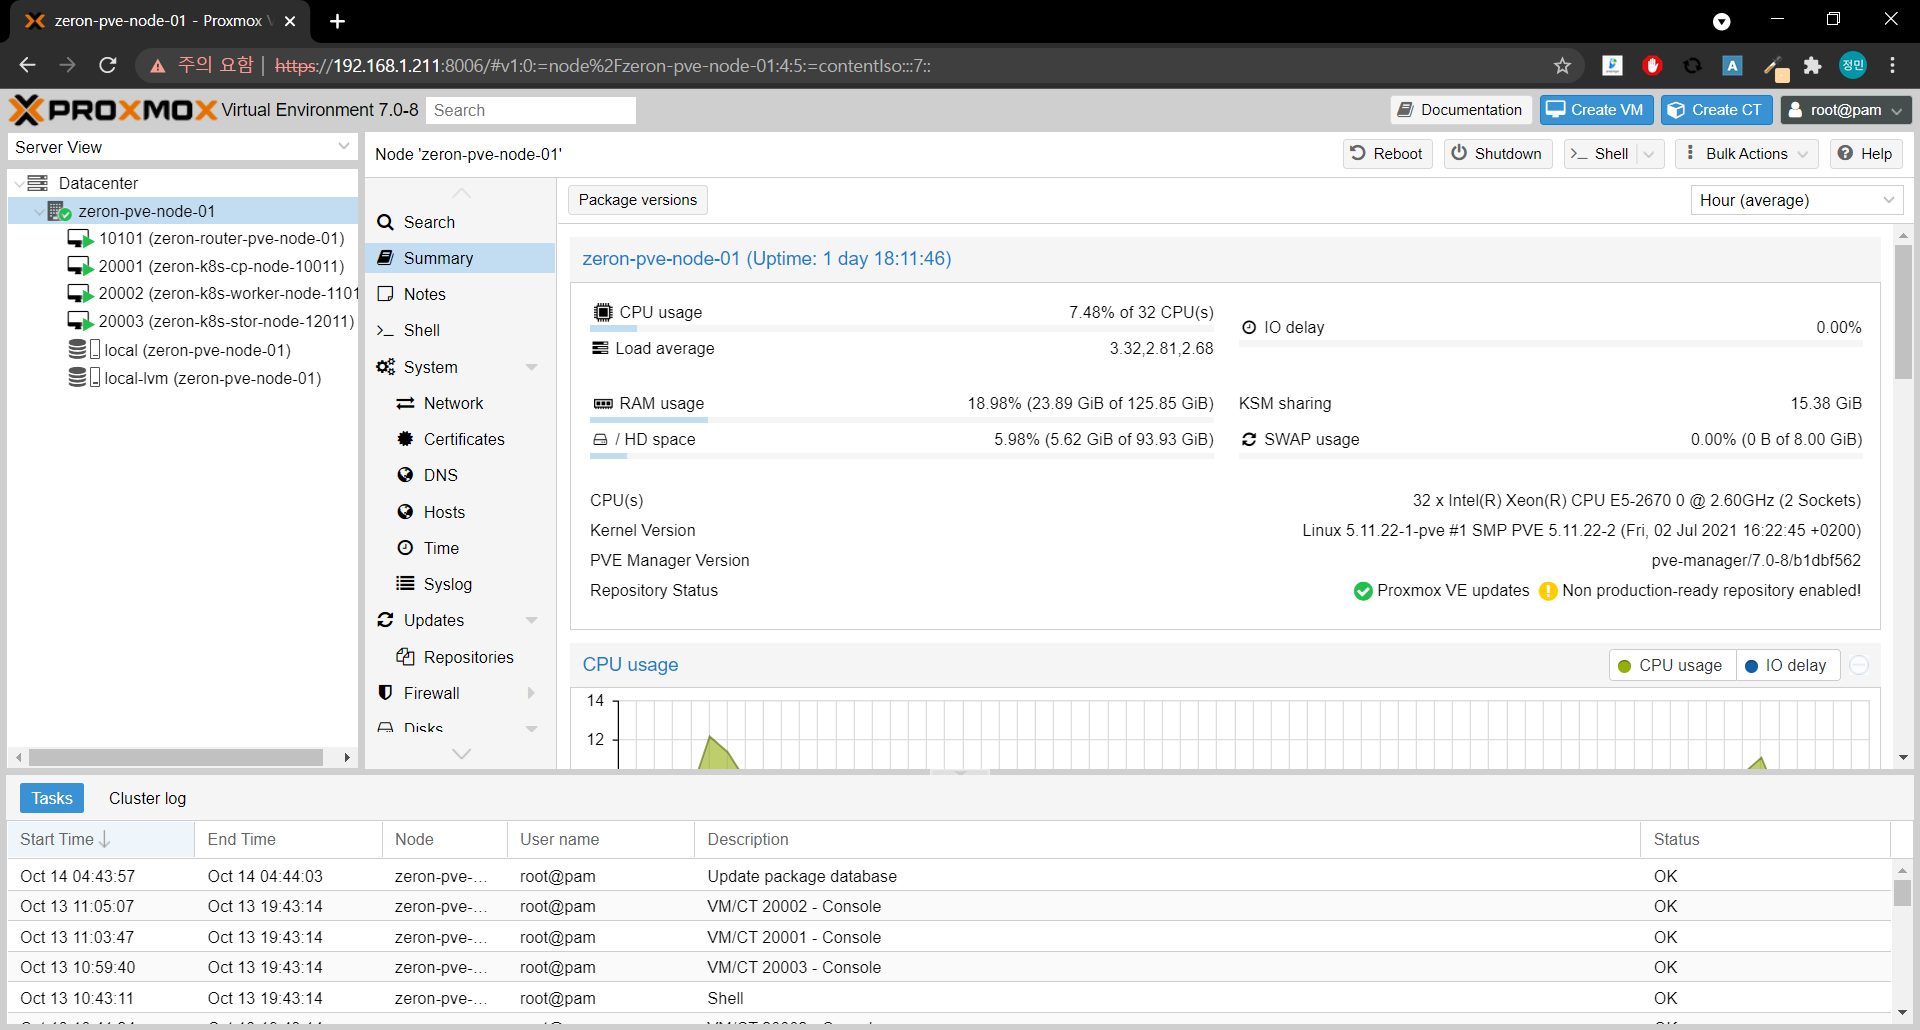 zeron-pve-node-01 - Proxmox V
주의 요함 | https://192.168.1.211:8006/#v1:0:=node%2Fzeron-pve-node-01:4:5:=contentIso:::7::
A
정민
PROXMOX Virtual Environment 7.0-8 Search Documentation Create VM Create CT root@pam
Server View
Datacenter
zeron-pve-node-01
10101 (zeron-router-pve-node-01)
20001 (zeron-k8s-cp-node-10011)
20002 (zeron-k8s-worker-node-1101
20003 (zeron-k8s-stor-node-12011)
local (zeron-pve-node-01)
local-lvm (zeron-pve-node-01)
Node 'zeron-pve-node-01' Reboot Shutdown Shell Bulk Actions Help
Search
Summary
Notes
Shell
System
Network
Certificates
DNS
Hosts
Time
Syslog
Updates
Repositories
Firewall
Disks
Package versions Hour (average)
zeron-pve-node-01 (Uptime: 1 day 18:11:46)
CPU usage 7.48% of 32 CPU(s)
IO delay 0.00%
Load average 3.32,2.81,2.68
RAM usage 18.98% (23.89 GiB of 125.85 GiB) KSM sharing 15.38 GiB
/ HD space 5.98% (5.62 GiB of 93.93 GiB) SWAP usage 0.00% (0 B of 8.00 GiB)
CPU(s) 32 x Intel(R) Xeon(R) CPU E5-2670 0 @ 2.60GHz (2 Sockets)
Kernel Version Linux 5.11.22-1-pve #1 SMP PVE 5.11.22-2 (Fri, 02 Jul 2021 16:22:45 +0200)
PVE Manager Version pve-manager/7.0-8/b1dbf562
Repository Status Proxmox VE updates Non production-ready repository enabled!
CPU usage CPU usage IO delay
14
12
Tasks Cluster log
Start Time End Time Node User name Description Status
Oct 14 04:43:57 Oct 14 04:44:03 zeron-pve-... root@pam Update package database OK
Oct 13 11:05:07 Oct 13 19:43:14 zeron-pve-... root@pam VM/CT 20002 - Console OK
Oct 13 11:03:47 Oct 13 19:43:14 zeron-pve-... root@pam VM/CT 20001 - Console OK
Oct 13 10:59:40 Oct 13 19:43:14 zeron-pve-... root@pam VM/CT 20003 - Console OK
Oct 13 10:43:11 Oct 13 19:43:14 zeron-pve-... root@pam Shell OK